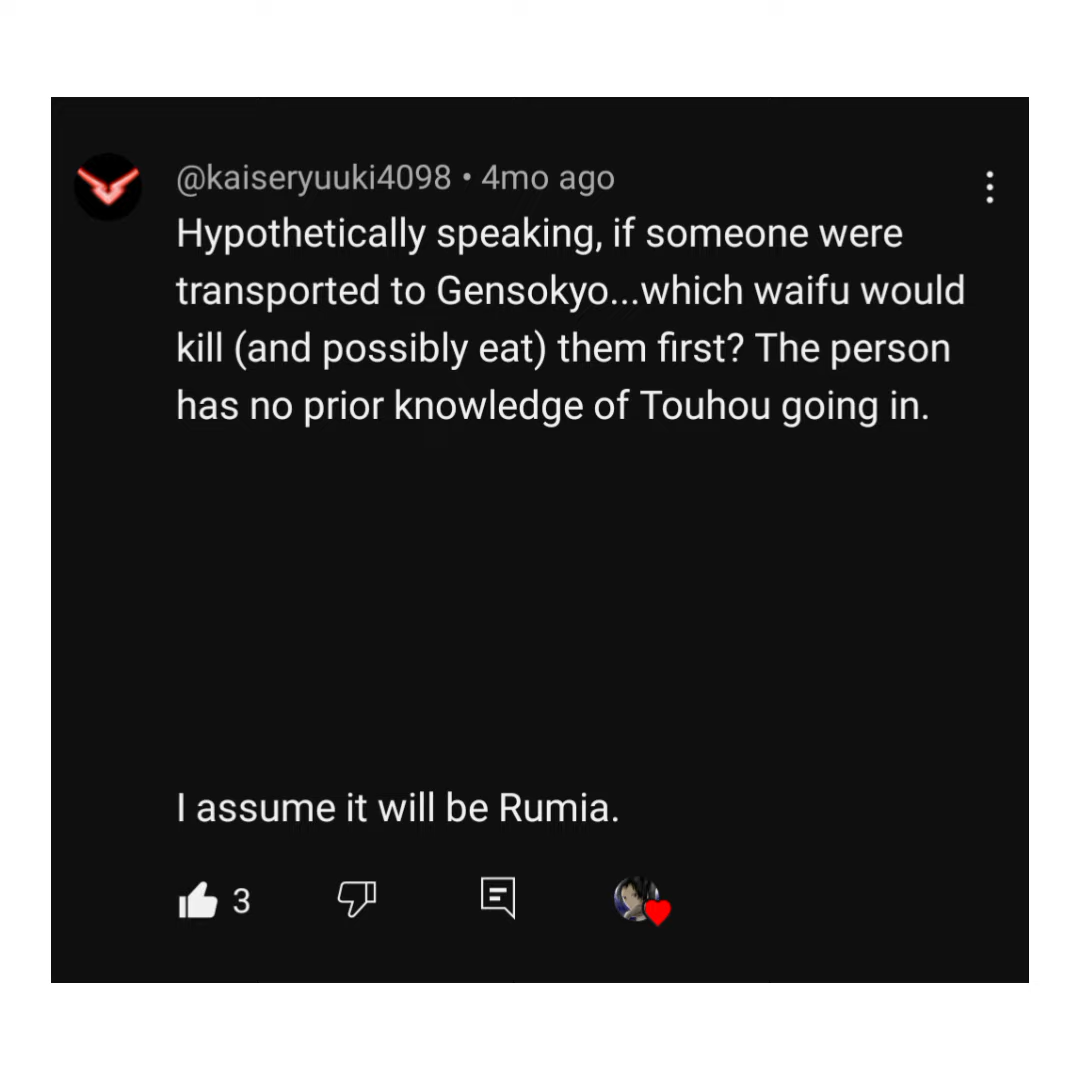 @kaiseryuuki4098 • 4mo ago
Hypothetically speaking, if someone were
transported to Gensokyo...which waifu would
kill (and possibly eat) them first? The person
has no prior knowledge of Touhou going in.
I assume it will be Rumia.
3